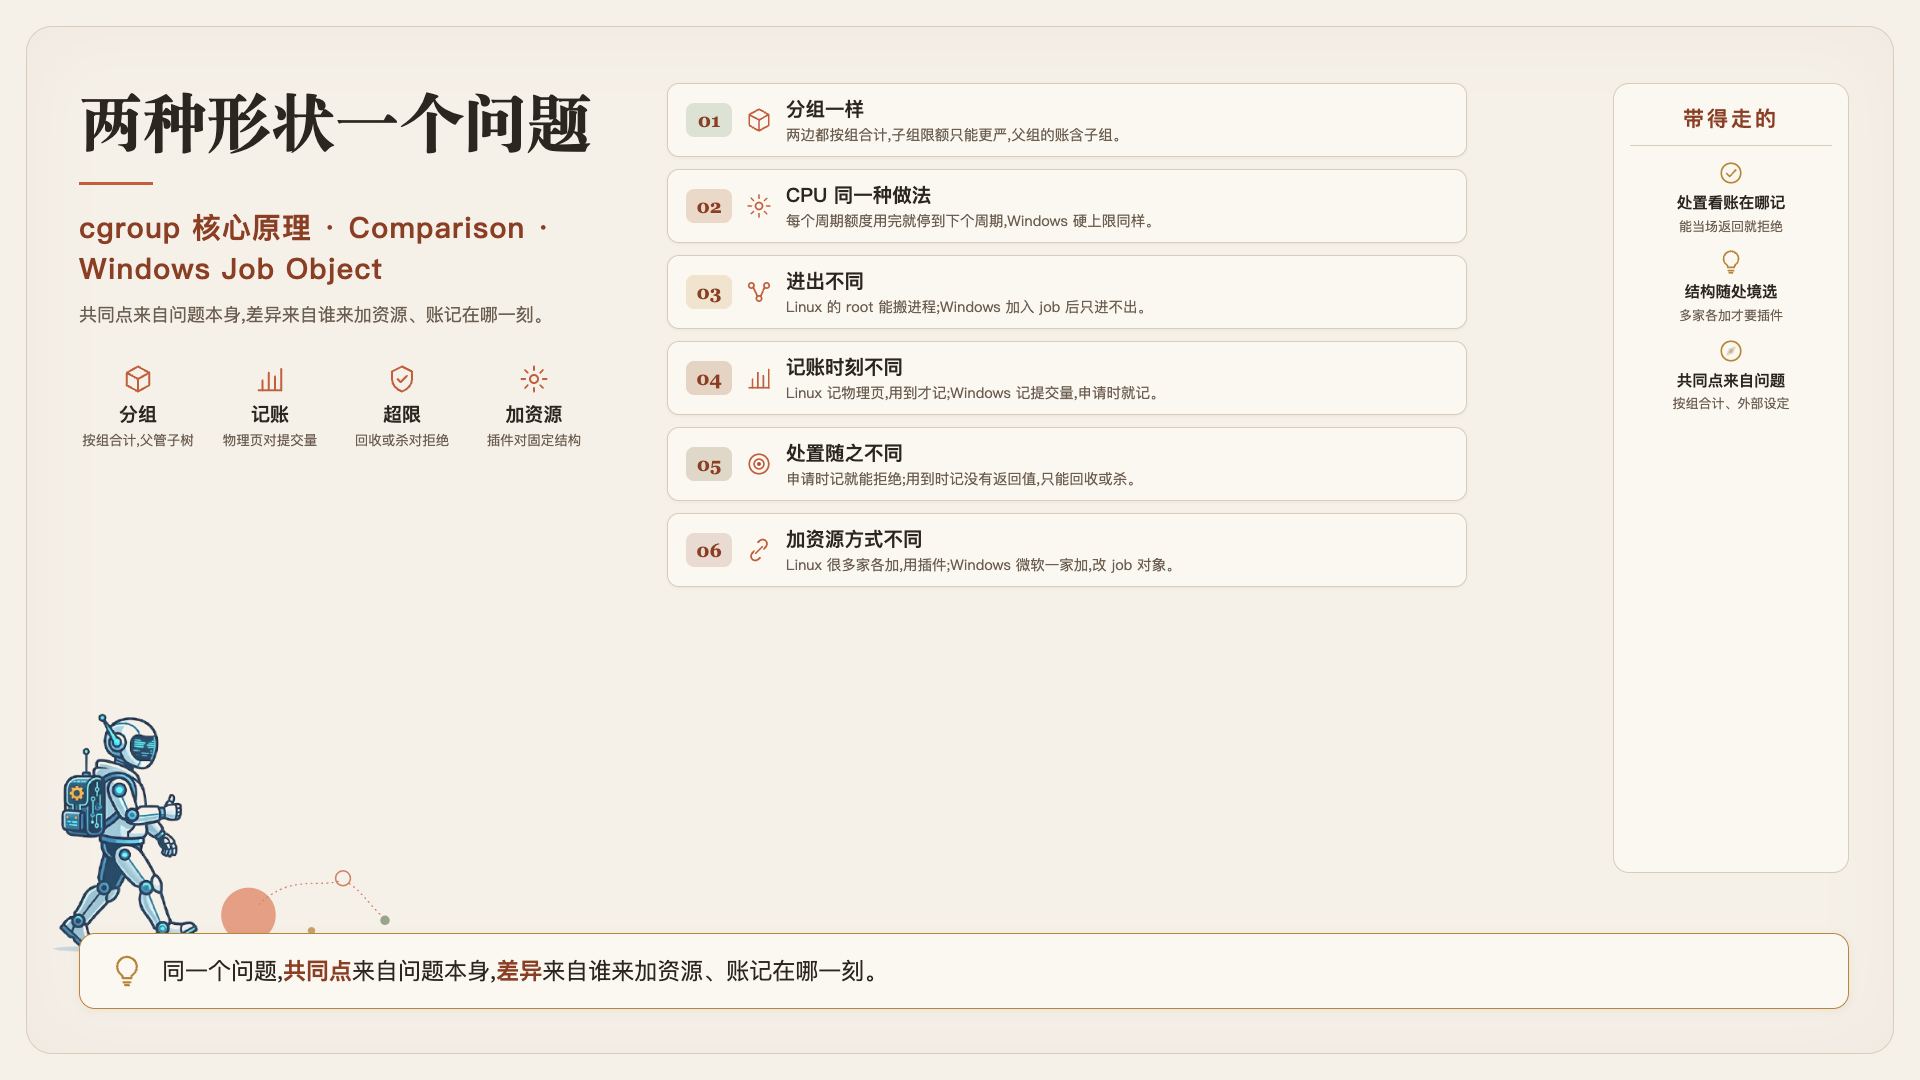 两种形状一个问题
cgroup 核心原理 · Comparison ·
Windows Job Object
共同点来自问题本身,差异来自谁来加资源、账记在哪一刻。
分组
按组合计,父管子树
记账
物理页对提交量
超限
回收或杀对拒绝
加资源
插件对固定结构
01
分组一样
两边都按组合计,子组限额只能更严,父组的账含子组。
02
CPU 同一种做法
每个周期额度用完就停到下个周期,Windows 硬上限同样。
03
进出不同
Linux 的 root 能搬进程;Windows 加入 job 后只进不出。
04
记账时刻不同
Linux 记物理页,用到才记;Windows 记提交量,申请时就记。
05
处置随之不同
申请时记就能拒绝;用到时记没有返回值,只能回收或杀。
06
加资源方式不同
Linux 很多家各加,用插件;Windows 微软一家加,改 job 对象。
带得走的
处置看账在哪记
能当场返回就拒绝
结构随处境选
多家各加才要插件
共同点来自问题
按组合计、外部设定
同一个问题,共同点来自问题本身,差异来自谁来加资源、账记在哪一刻。